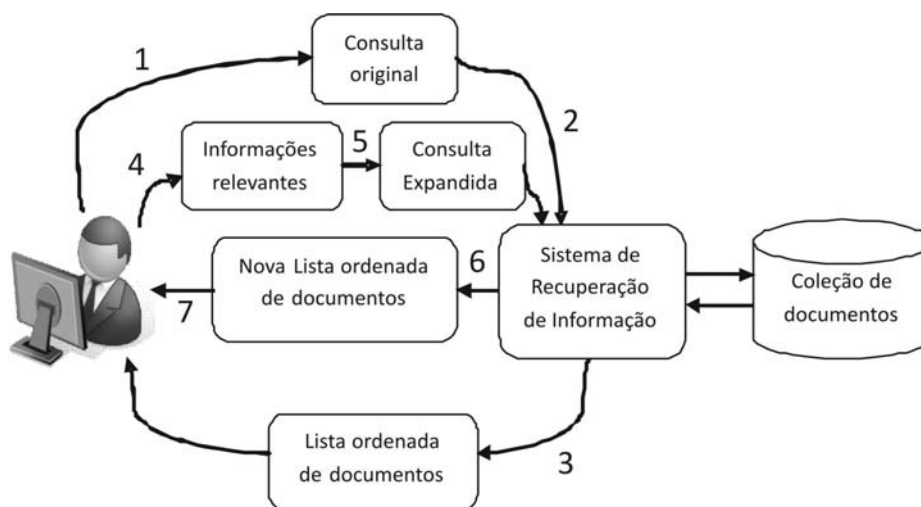 1
Consulta
original
2
4
Informações
relevantes
5
Consulta
Expandida
Nova Lista ordenada
de documentos
7
6
Sistema de
Recuperação
de Informação
Coleção de
documentos
Lista ordenada
de documentos
3